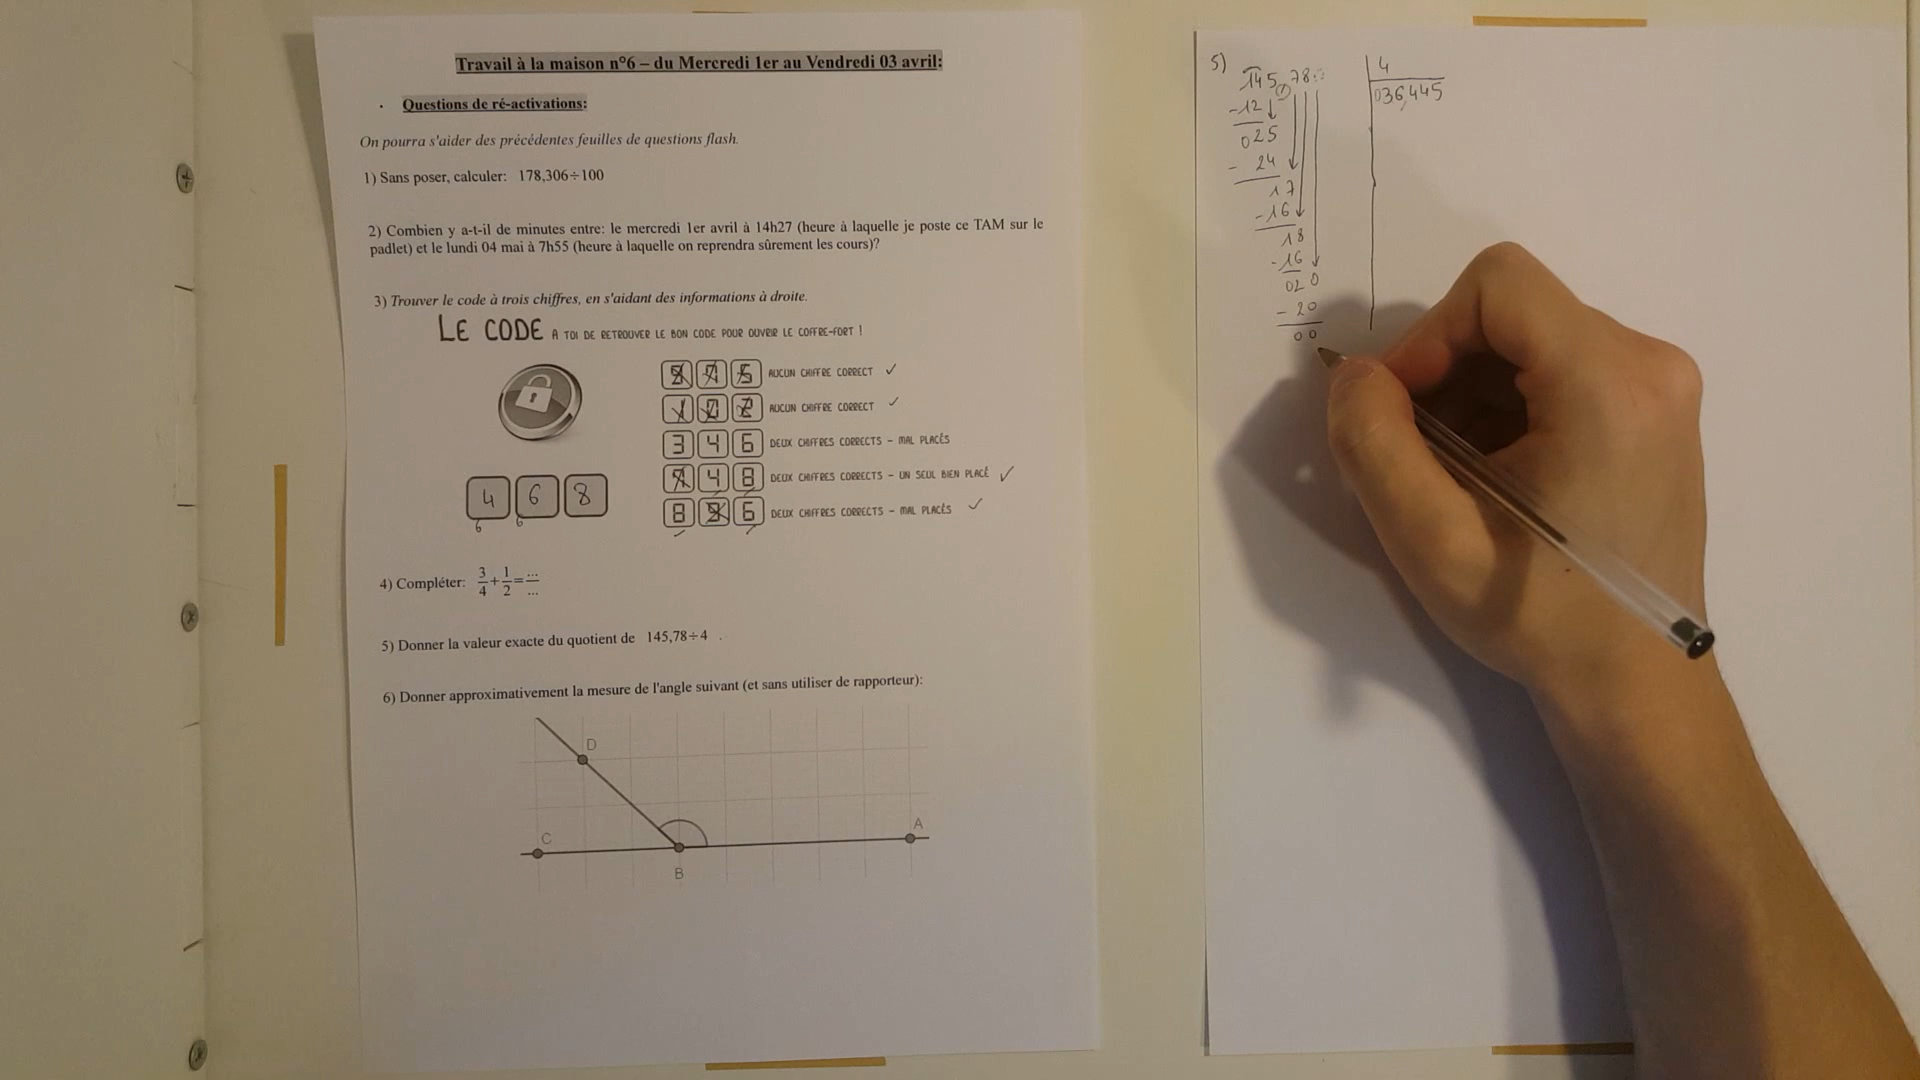 Travail à la maison n°6 – du Mercredi 1er au Vendredi 03 avril:
· Questions de ré-activations:
On pourra s'aider des précédentes feuilles de questions flash.
1) Sans poser, calculer: 178,306÷100
2) Combien y a-t-il de minutes entre: le mercredi 1er avril à 14h27 (heure à laquelle je poste ce TAM sur le
padlet) et le lundi 04 mai à 7h55 (heure à laquelle on reprendra sûrement les cours)?
3) Trouver le code à trois chiffres, en s'aidant des informations à droite.
LE CODE A TOI DE RETROUVER LE BON CODE POUR OUVRIR LE COFFRE-FORT !
5 AUCUN CHIFFRE CORRECT ✓
2 AUCUN CHIFFRE CORRECT ✓
3 4 6 DEUX CHIFFRES CORRECTS - MAL PLACÉS
4 8 DEUX CHIFFRES CORRECTS - UN SEUL BIEN PLACÉ ✓
8 6 DEUX CHIFFRES CORRECTS - MAL PLACÉS ✓
4 6 8
6 6
4) Compléter: 3/4+1/2=.../...
5) Donner la valeur exacte du quotient de 145,78÷4 .
6) Donner approximativement la mesure de l'angle suivant (et sans utiliser de rapporteur):
D
C
A
B
5) 145,780 4
-12 036,445
025
- 24
17
-16
18
-16
020
- 20
00